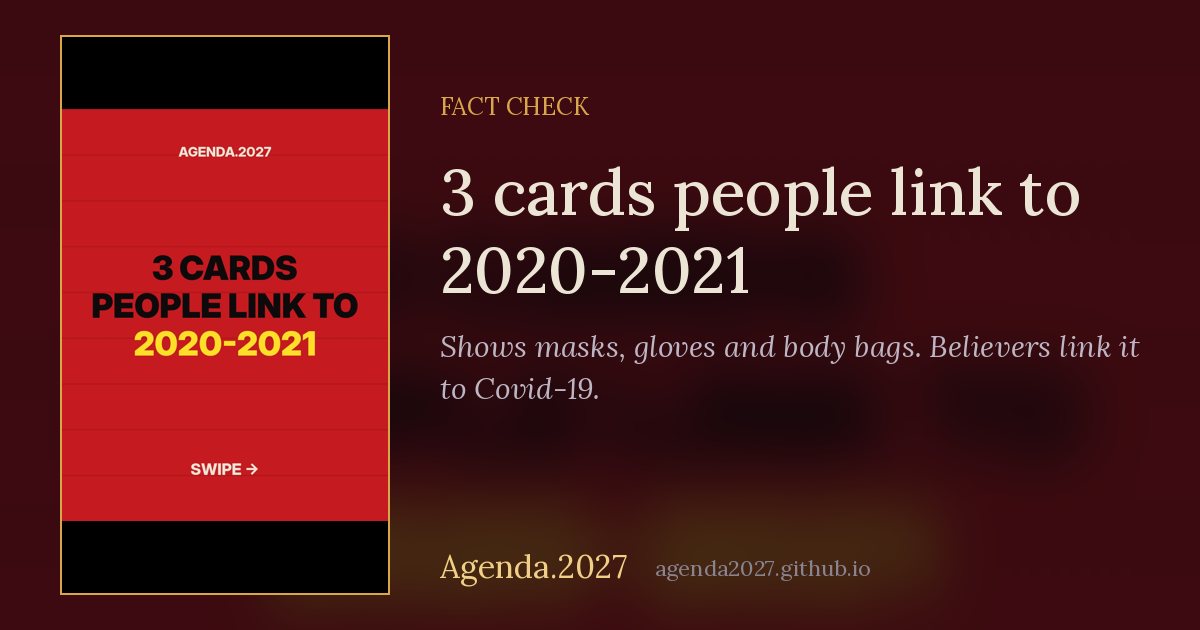 AGENDA.2027
3 CARDS
PEOPLE LINK TO
2020-2021
SWIPE →
FACT CHECK
3 cards people link to
2020-2021
Shows masks, gloves and body bags. Believers link it
to Covid-19.
Agenda.2027
agenda2027.github.io